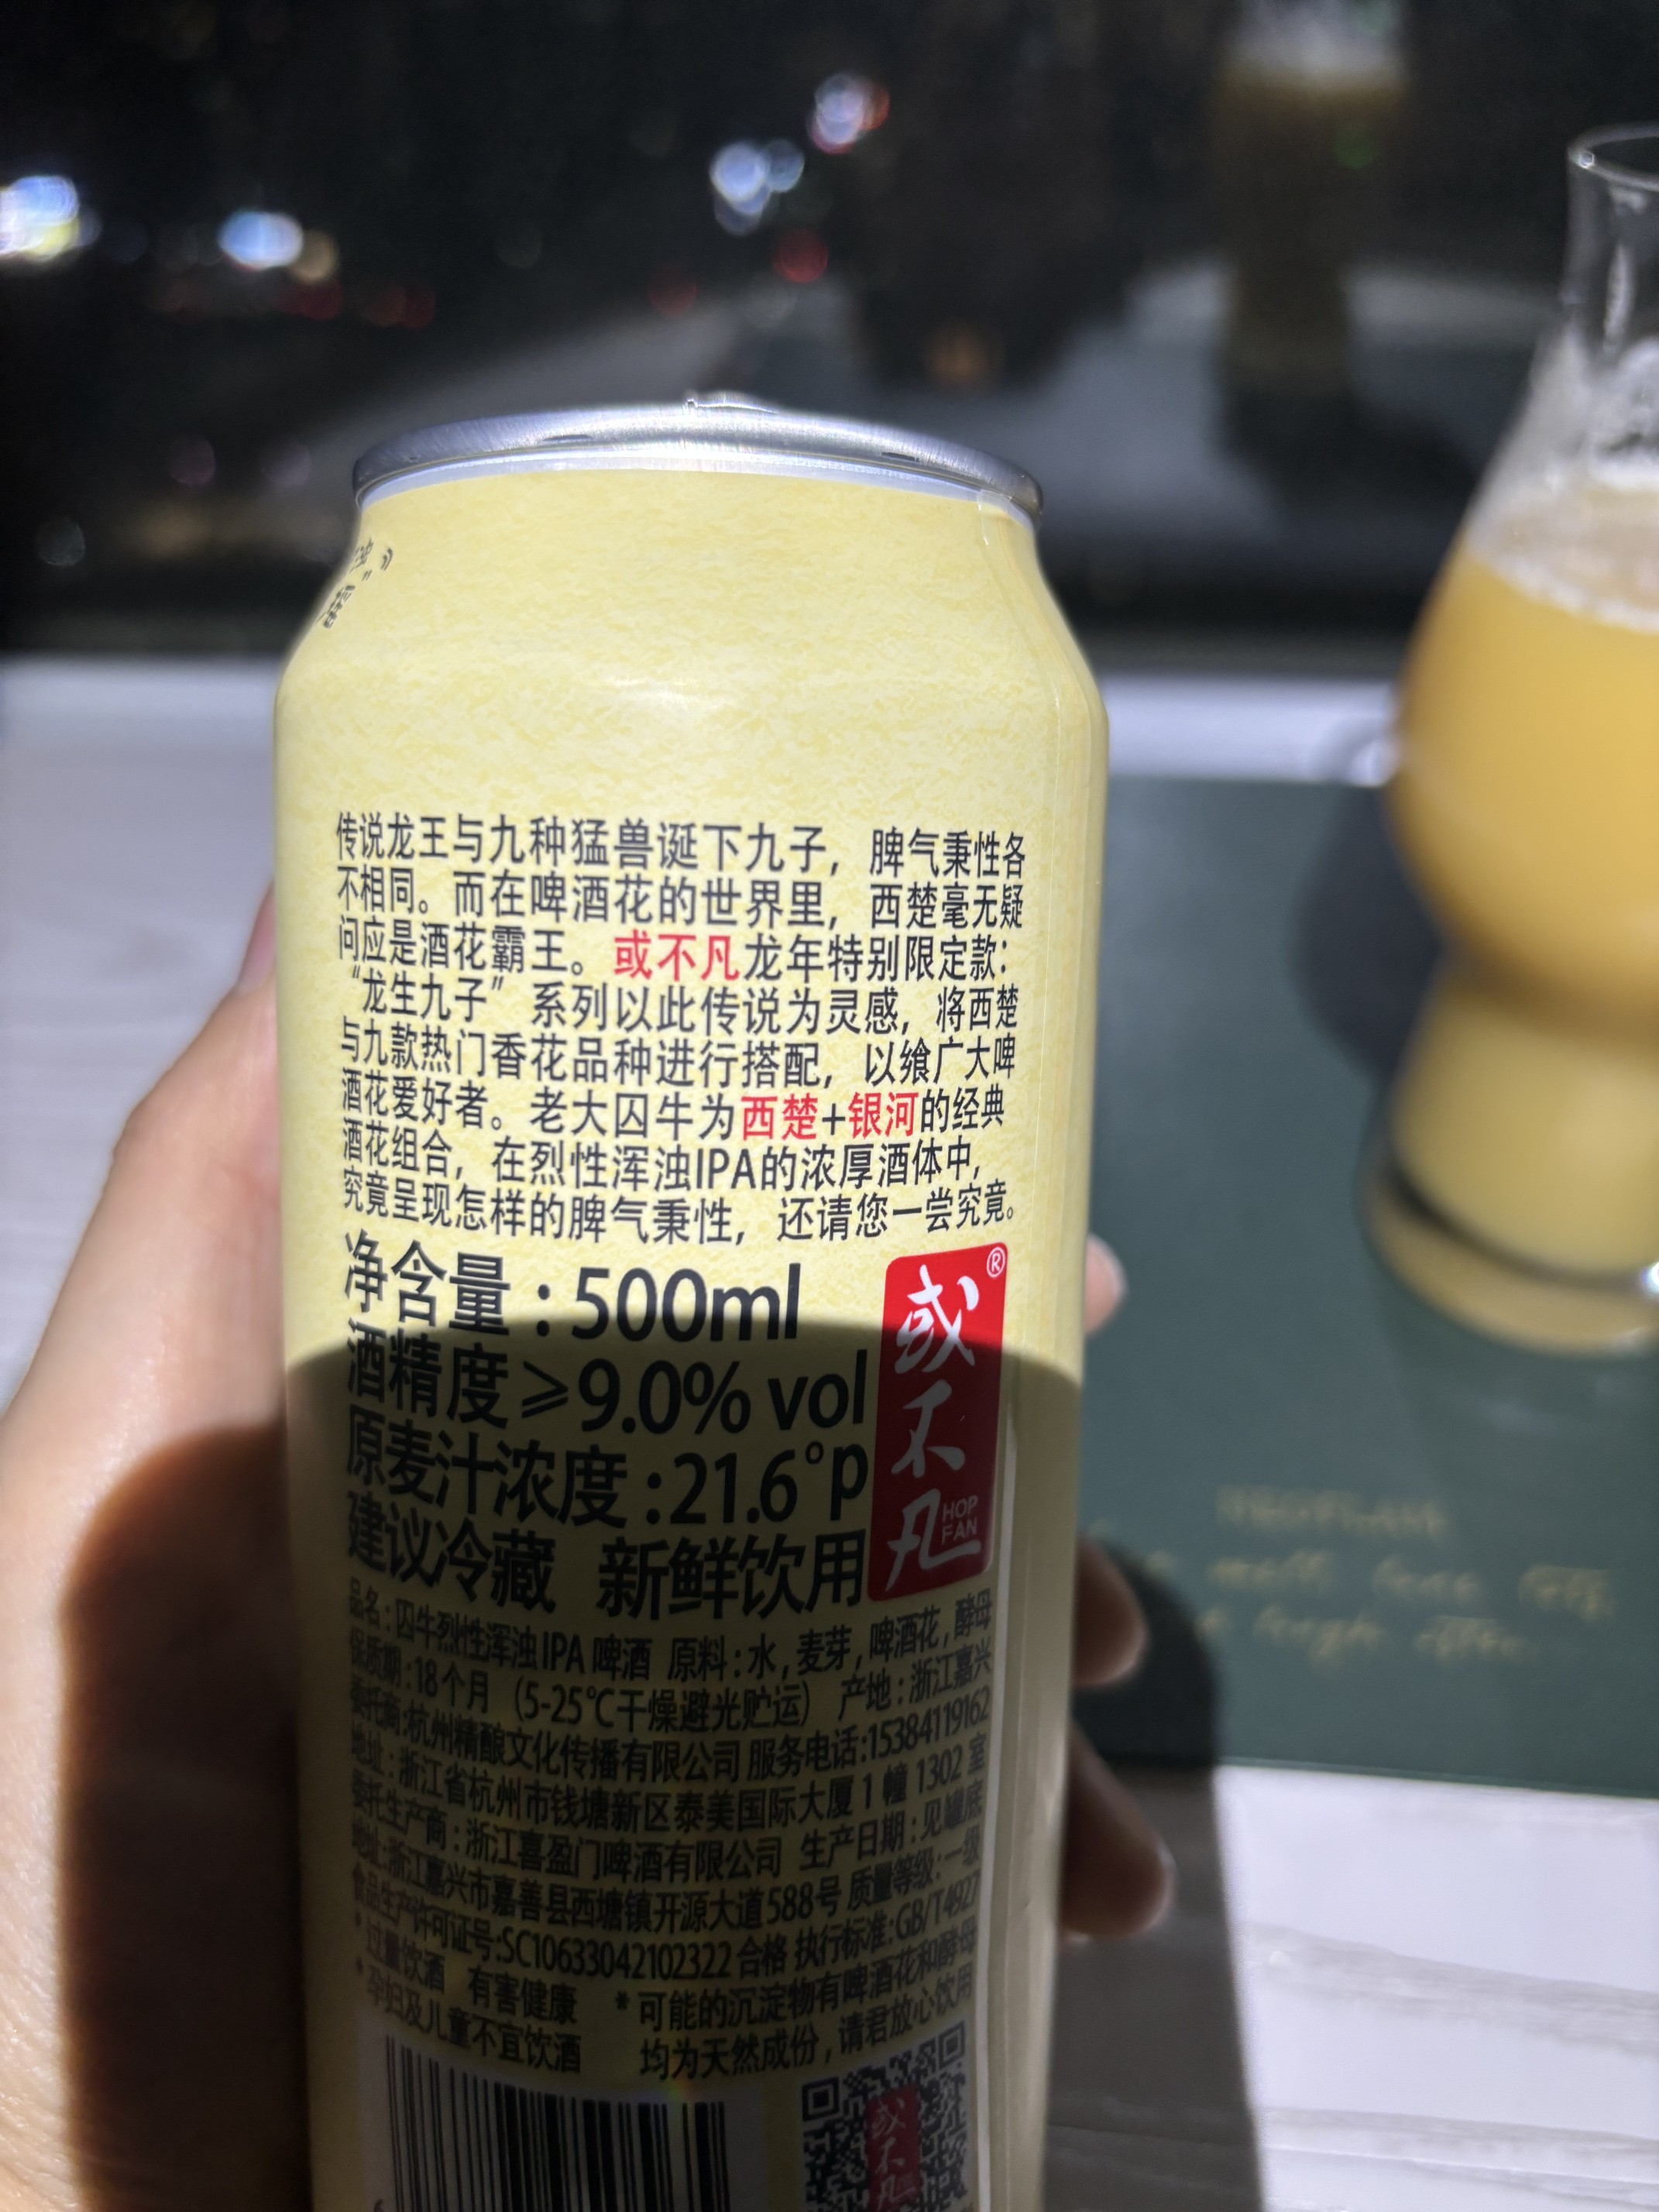 传说龙王与九种猛兽诞下九子，脾气秉性各
不相同。而在啤酒花的世界里，西楚毫无疑
问应是酒花霸王。或不凡龙年特别限定款：
“龙生九子”系列以此传说为灵感，将西楚
与九款热门香花品种进行搭配，以飨广大啤
酒花爱好者。老大囚牛为西楚+银河的经典
酒花组合，在烈性浑浊IPA的浓厚酒体中，
究竟呈现怎样的脾气秉性，还请您一尝究竟。
净含量：500ml
酒精度≥9.0% vol
原麦汁浓度:21.6°p
建议冷藏 新鲜饮用
或不凡®
HOP
FAN
品名:囚牛烈性浑浊IPA 啤酒 原料:水,麦芽,啤酒花,酵母
保质期:18个月（5-25℃干燥避光贮运） 产地:浙江嘉兴
委托商:杭州精酿文化传播有限公司 服务电话:15384119162
地址:浙江省杭州市钱塘新区泰美国际大厦 1 幢 1302 室
委托生产商:浙江喜盈门啤酒有限公司 生产日期:见罐底
地址:浙江嘉兴市嘉善县西塘镇开源大道588号 质量等级:一级
食品生产许可证号:SC10633042102322 合格 执行标准:GB/T4927
*过量饮酒 有害健康 *可能的沉淀物有啤酒花和酵母
*孕妇及儿童不宜饮酒 均为天然成份,请君放心饮用
或不凡
6